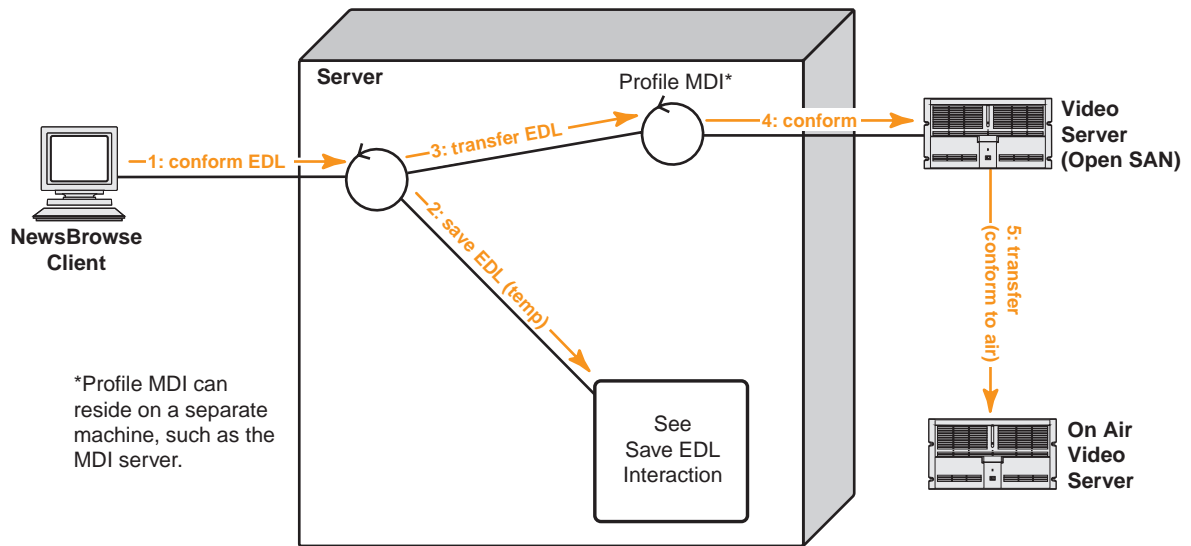 Server
Profile MDI*
1: conform EDL
3: transfer EDL
4: conform
2: save EDL (temp)
NewsBrowse
Client
Video
Server
(Open SAN)
5: transfer
(conform to air)
*Profile MDI can
reside on a separate
machine, such as the
MDI server.
See
Save EDL
Interaction
On Air
Video
Server